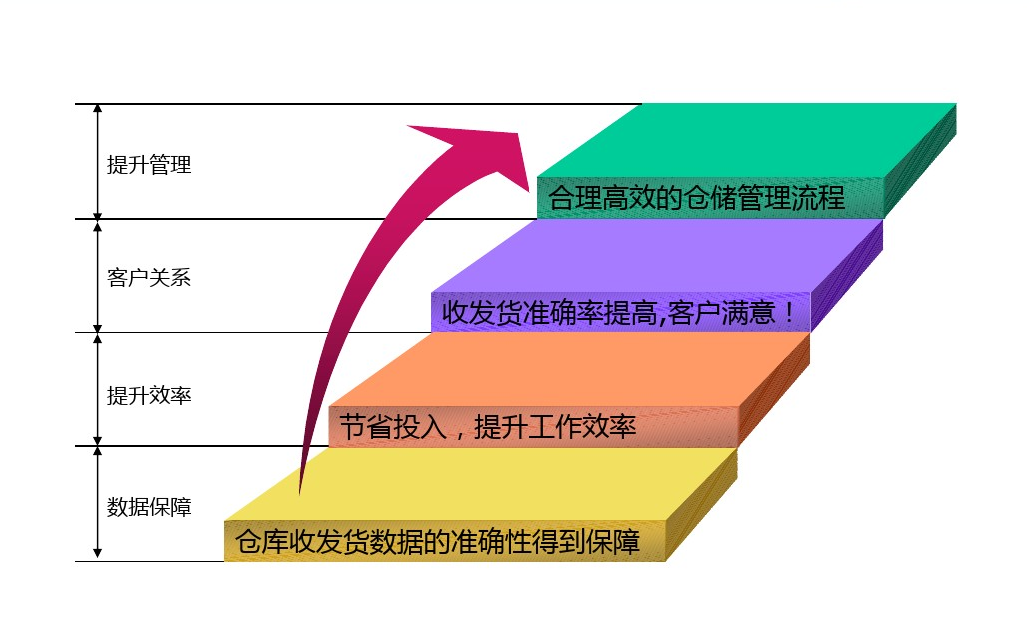 提升管理
合理高效的仓储管理流程
客户关系
收发货准确率提高,客户满意！
提升效率
节省投入，提升工作效率
数据保障
仓库收发货数据的准确性得到保障